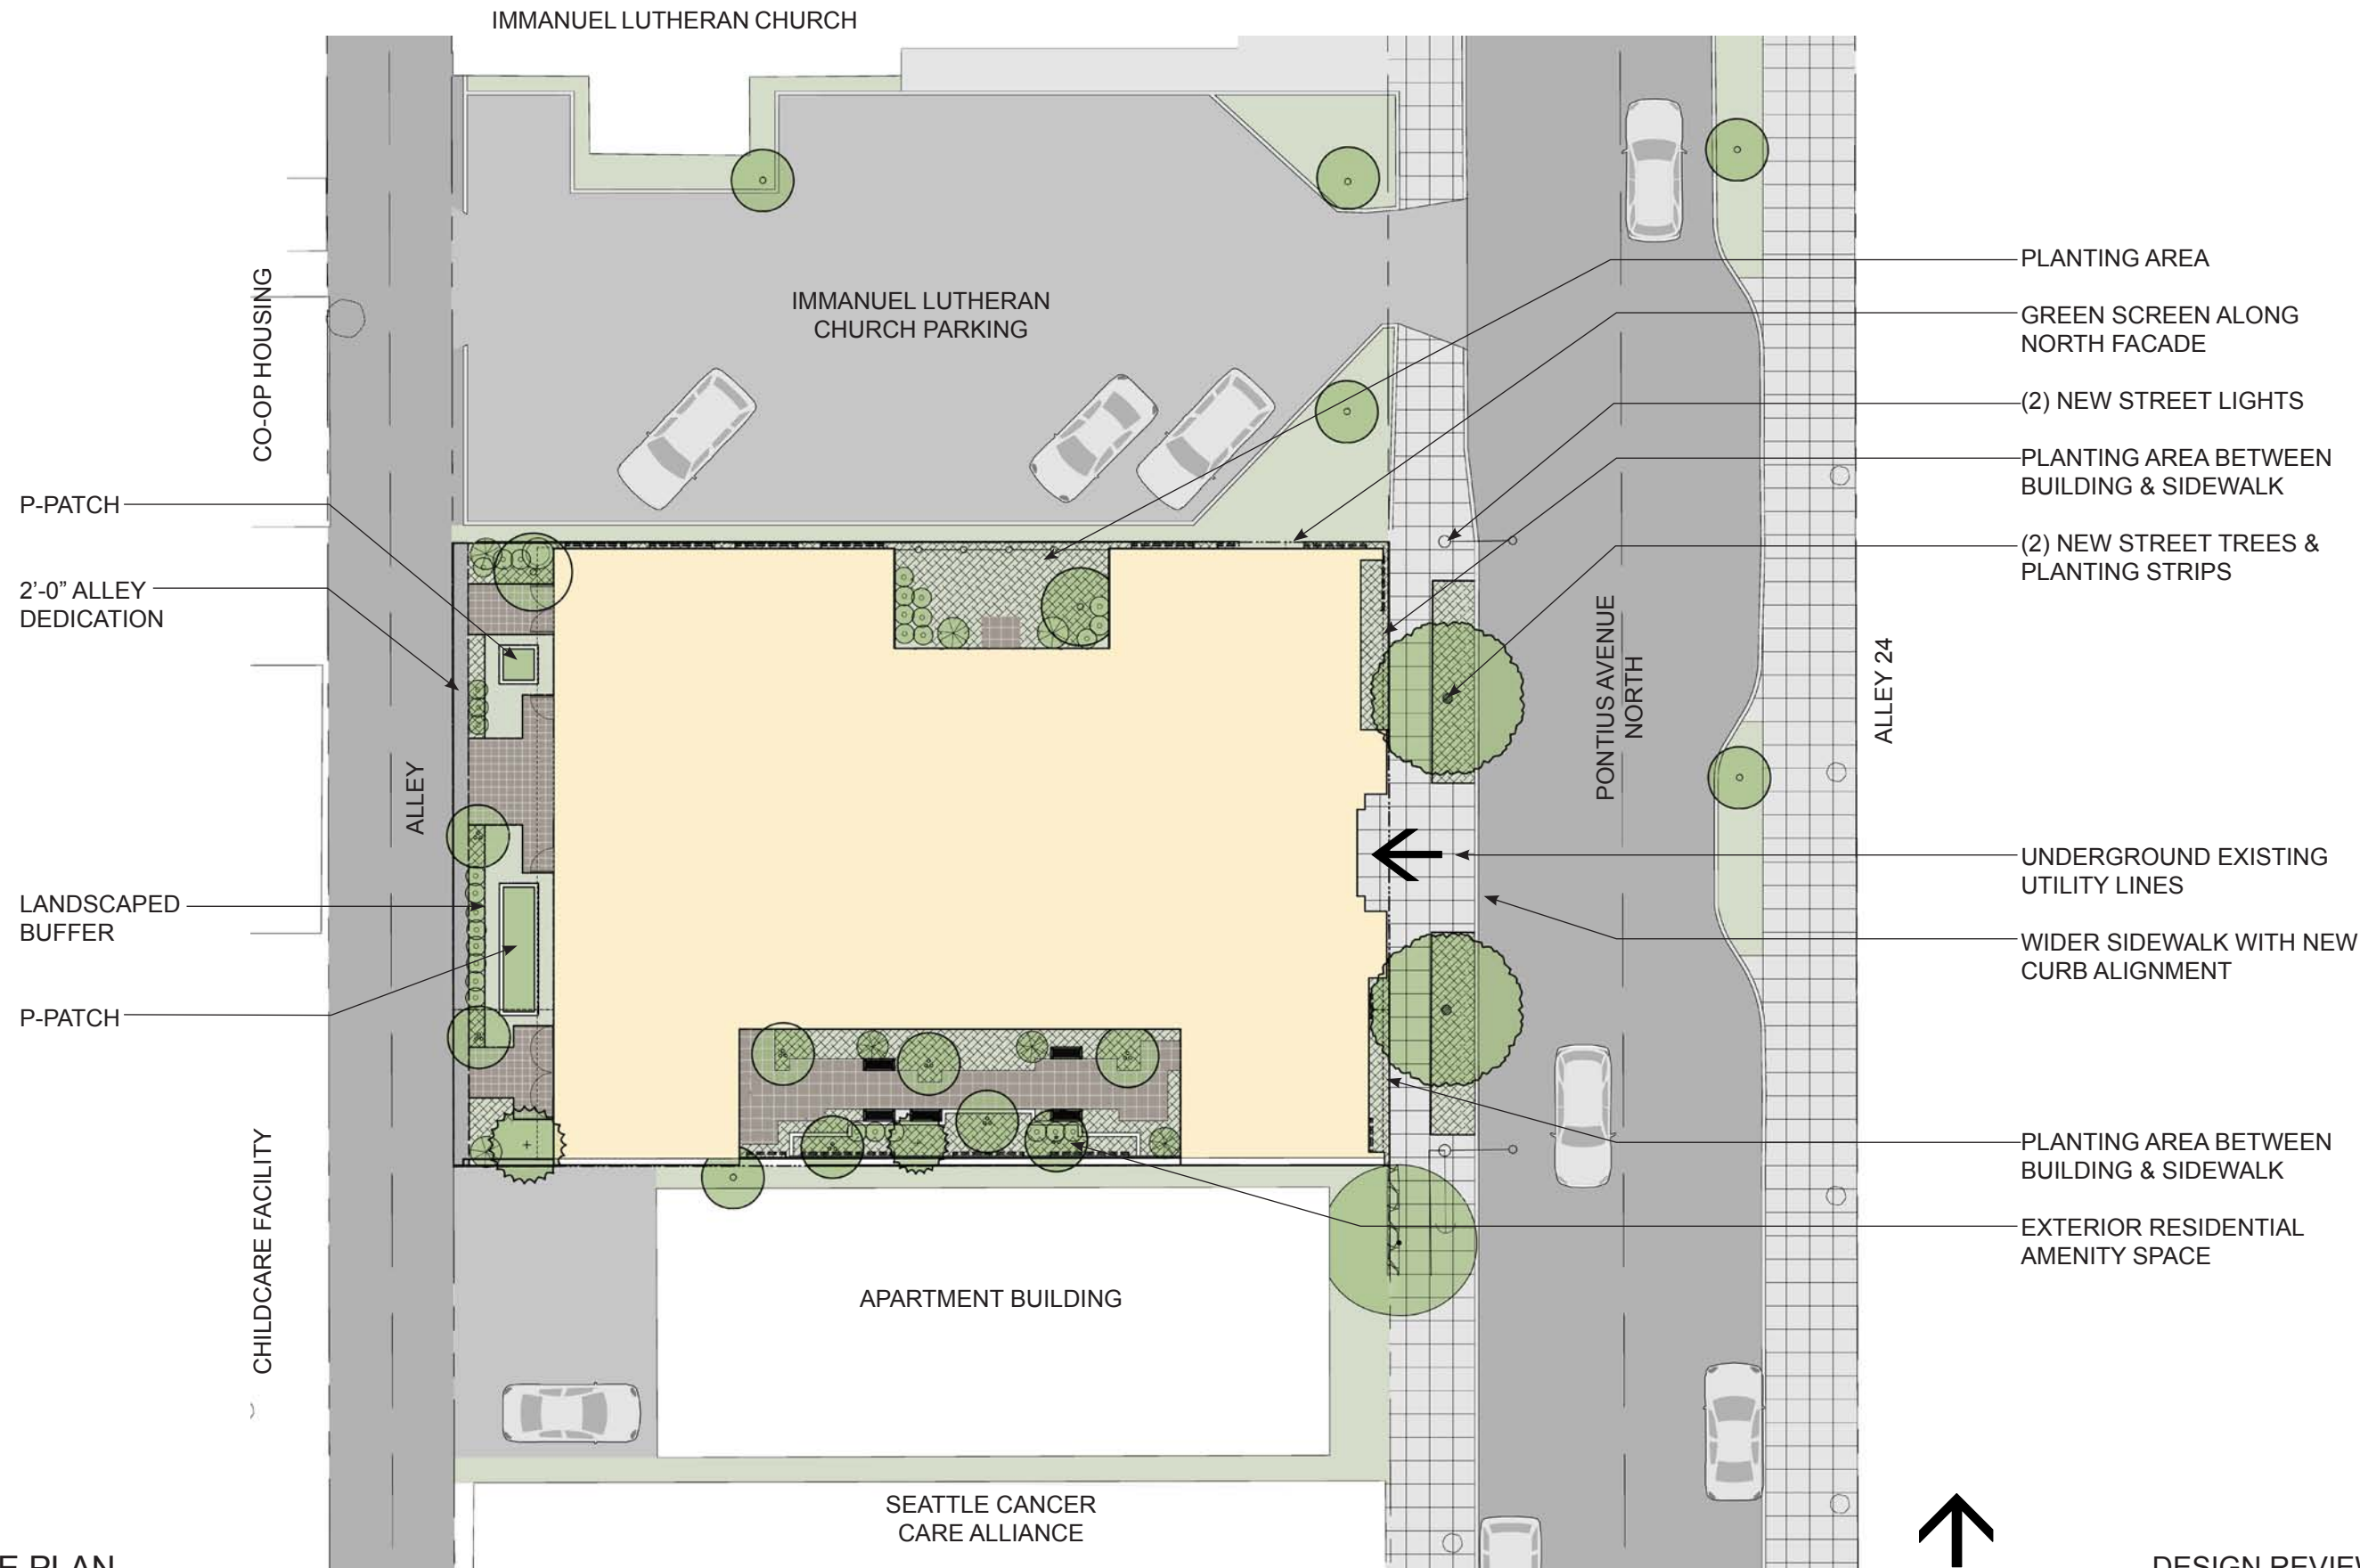 IMMANUEL LUTHERAN CHURCH
CO-OP HOUSING
IMMANUEL LUTHERAN
CHURCH PARKING
PLANTING AREA
GREEN SCREEN ALONG
NORTH FACADE
(2) NEW STREET LIGHTS
PLANTING AREA BETWEEN
BUILDING & SIDEWALK
(2) NEW STREET TREES &
PLANTING STRIPS
P-PATCH
2'-0” ALLEY
DEDICATION
LANDSCAPED
BUFFER
P-PATCH
ALLEY
CHILDCARE FACILITY
PONTIUS AVENUE
NORTH
ALLEY 24
UNDERGROUND EXISTING
UTILITY LINES
WIDER SIDEWALK WITH NEW
CURB ALIGNMENT
PLANTING AREA BETWEEN
BUILDING & SIDEWALK
EXTERIOR RESIDENTIAL
AMENITY SPACE
APARTMENT BUILDING
SEATTLE CANCER
CARE ALLIANCE
E PLAN
DESIGN REVIEW